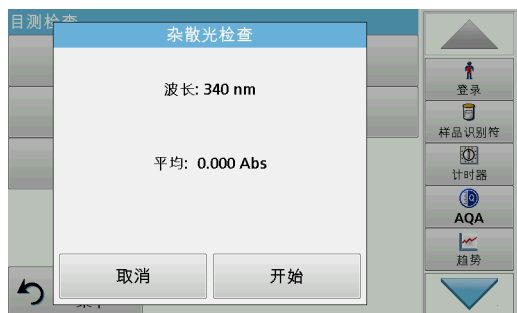 目测检查
杂散光检查
波长: 340 nm
平均: 0.000 Abs
取消
开始
登录
样品识别符
计时器
AQA
趋势